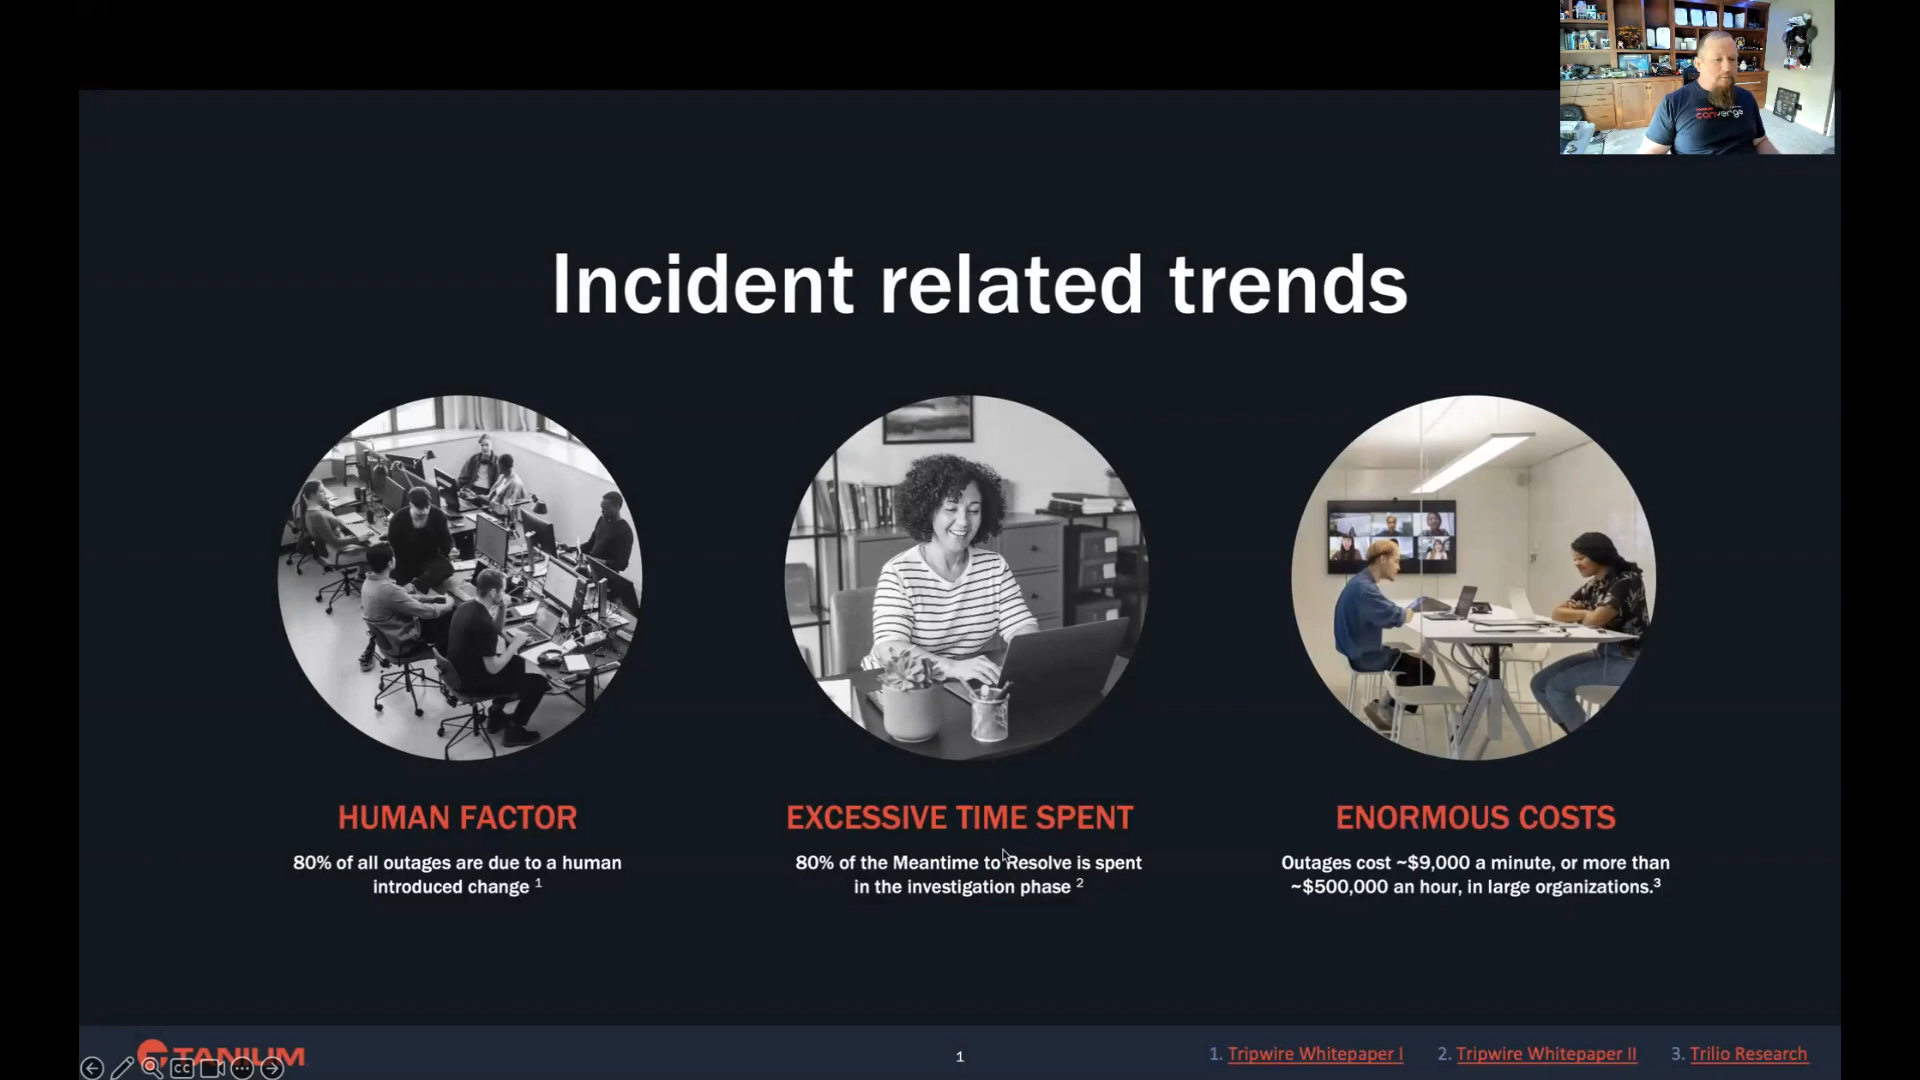 converge
Incident related trends
HUMAN FACTOR
80% of all outages are due to a human
introduced change 1
EXCESSIVE TIME SPENT
80% of the Meantime to Resolve is spent
in the investigation phase 2
ENORMOUS COSTS
Outages cost ~$9,000 a minute, or more than
~$500,000 an hour, in large organizations.3
TANIUM
CC
1
1. Tripwire Whitepaper I
2. Tripwire Whitepaper II
3. Trilio Research